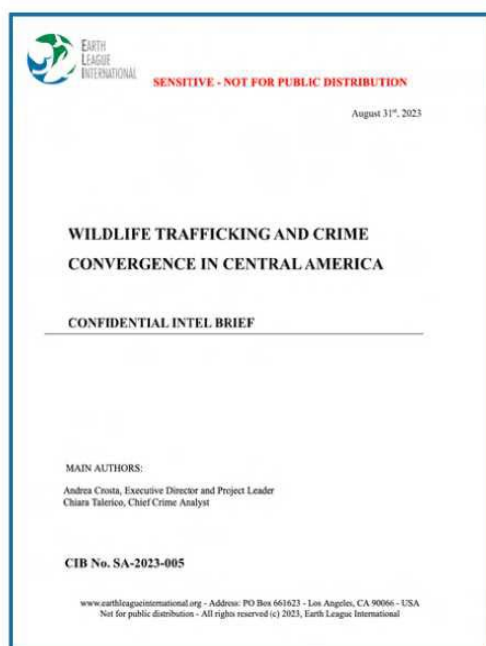 EARTH
LEAGUE
INTERNATIONAL
SENSITIVE - NOT FOR PUBLIC DISTRIBUTION
August 31st, 2023
WILDLIFE TRAFFICKING AND CRIME
CONVERGENCE IN CENTRAL AMERICA
CONFIDENTIAL INTEL BRIEF
MAIN AUTHORS:
Andrea Crosta, Executive Director and Project Leader
Chiara Talerico, Chief Crime Analyst
CIB No. SA-2023-005
www.earthleagueinternational.org - Address: PO Box 661623 - Los Angeles, CA 90066 - USA
Not for public distribution - All rights reserved (c) 2023, Earth League International